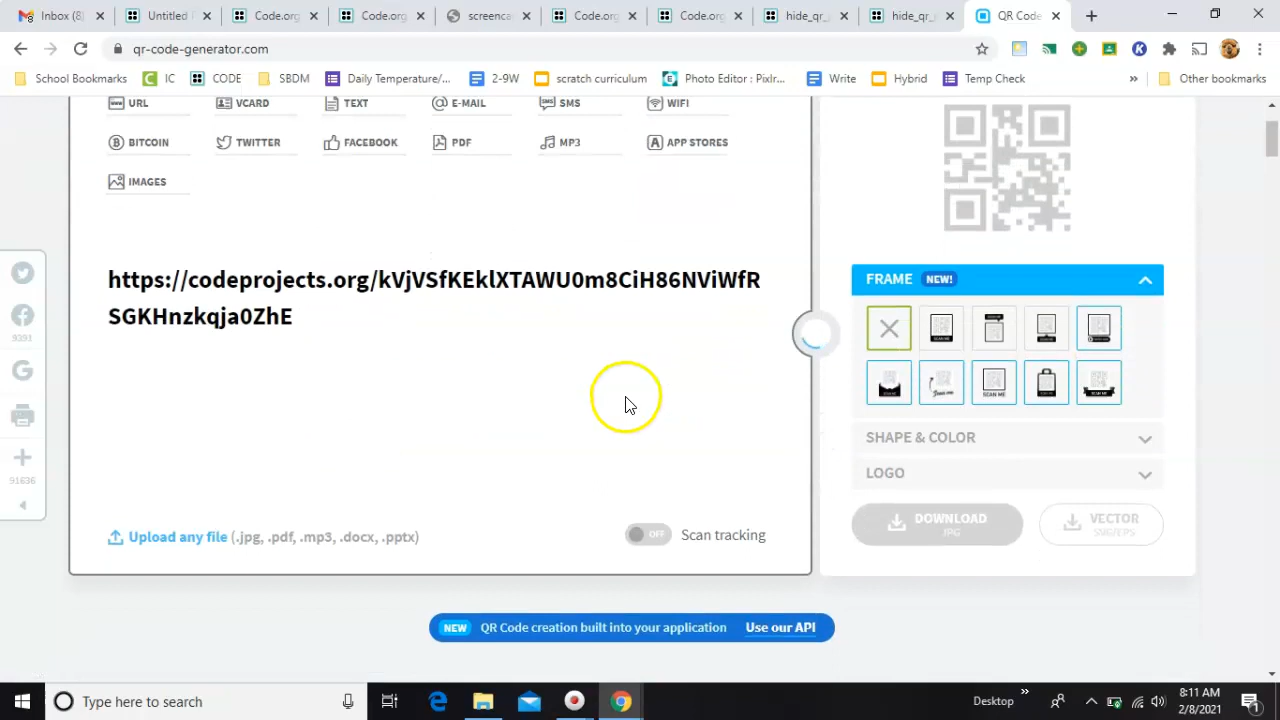 Inbox (8)
Untitled
Code.org
Code.org
screenca
Code.org
Code.org
hide_qr_
hide_qr_
QR Code
qr-code-generator.com
School Bookmarks
IC
CODE
SBDM
Daily Temperature/...
2-9W
scratch curriculum
Photo Editor : Pixlr...
Write
Hybrid
Temp Check
»
Other bookmarks
URL
VCARD
TEXT
E-MAIL
SMS
WIFI
BITCOIN
TWITTER
FACEBOOK
PDF
MP3
APP STORES
IMAGES
https://codeprojects.org/kVjVSfKEklXTAWU0m8CiH86NViWfR
SGKHnzkqja0ZhE
9391
91636
FRAME NEW!
SHAPE & COLOR
LOGO
DOWNLOAD
JPG
VECTOR
SVG/EPS
Upload any file (.jpg, .pdf, .mp3, .docx, .pptx)
OFF
Scan tracking
NEW QR Code creation built into your application Use our API
Type here to search
Desktop
8:11 AM
2/8/2021
1